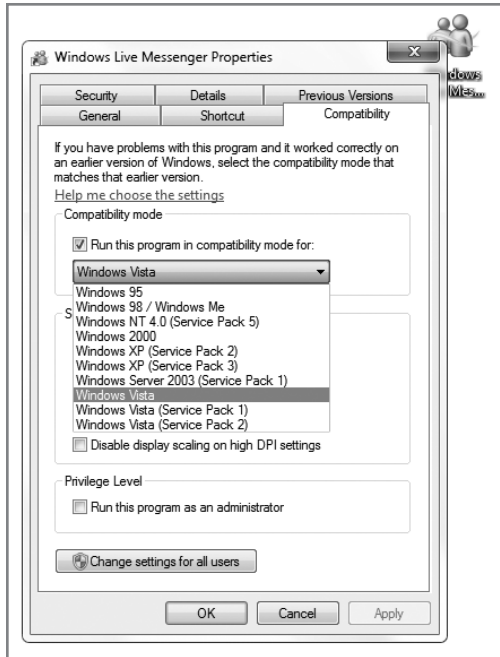 Windows Live Messenger Properties
dows
Mes...
Security Details Previous Versions
General Shortcut Compatibility
If you have problems with this program and it worked correctly on
an earlier version of Windows, select the compatibility mode that
matches that earlier version.
Help me choose the settings
Compatibility mode
Run this program in compatibility mode for:
Windows Vista
Windows 95
Windows 98 / Windows Me
Windows NT 4.0 (Service Pack 5)
Windows 2000
Windows XP (Service Pack 2)
Windows XP (Service Pack 3)
Windows Server 2003 (Service Pack 1)
Windows Vista
Windows Vista (Service Pack 1)
Windows Vista (Service Pack 2)
S
Disable display scaling on high DPI settings
Privilege Level
Run this program as an administrator
Change settings for all users
OK Cancel Apply